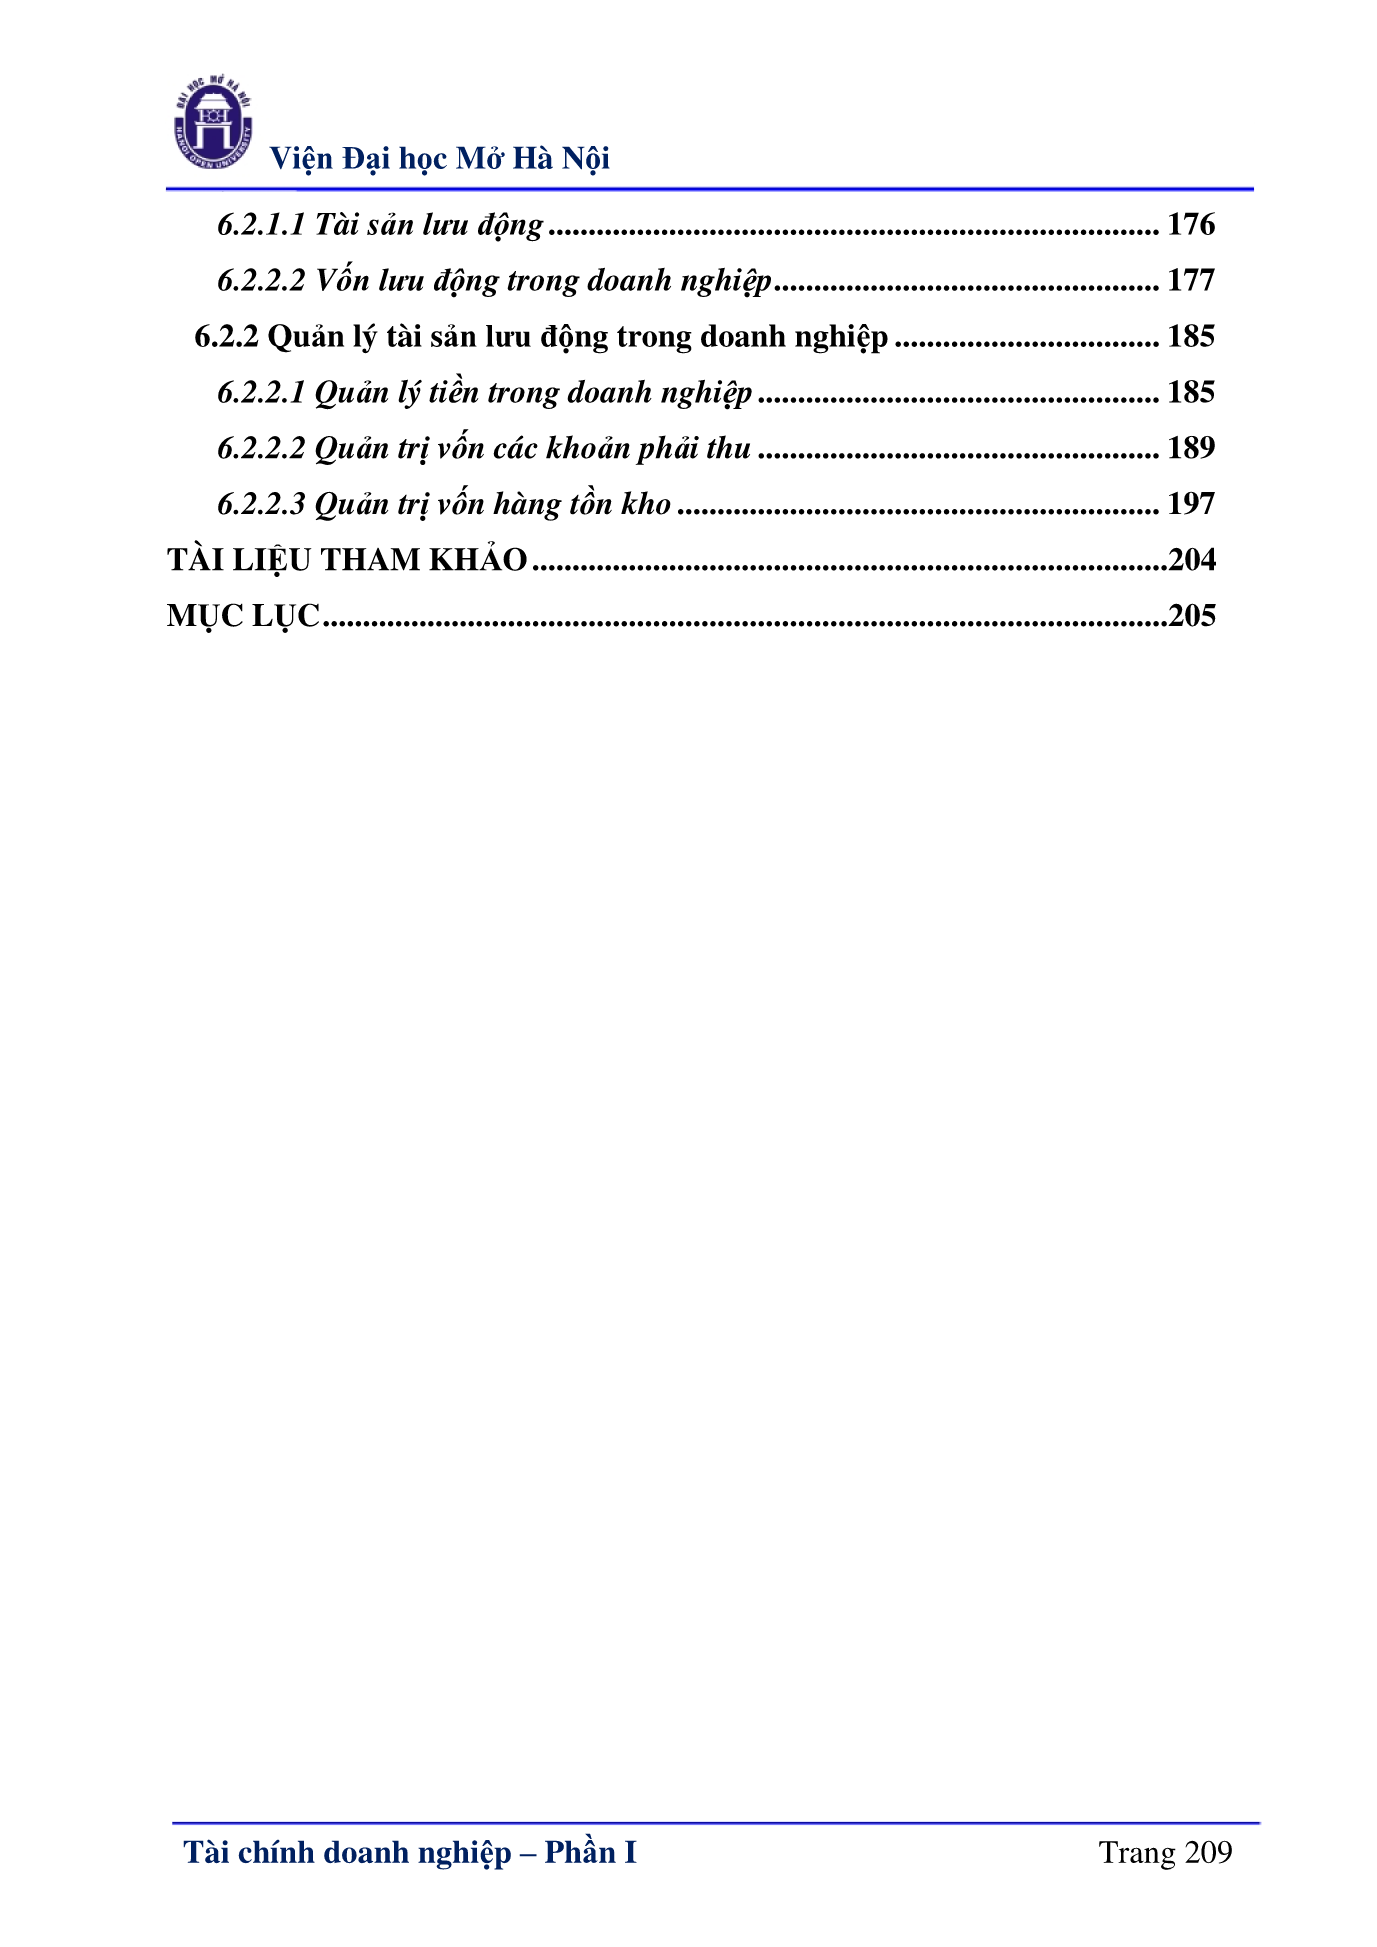 ĐẠI HỌC MỞ HÀ NỘI
HANOI OPEN UNIVERSITY
Viện Đại học Mở Hà Nội
6.2.1.1 Tài sản lưu động............................................................................ 176
6.2.2.2 Vốn lưu động trong doanh nghiệp................................................ 177
6.2.2 Quản lý tài sản lưu động trong doanh nghiệp ................................. 185
6.2.2.1 Quản lý tiền trong doanh nghiệp .................................................. 185
6.2.2.2 Quản trị vốn các khoản phải thu .................................................. 189
6.2.2.3 Quản trị vốn hàng tồn kho ............................................................ 197
TÀI LIỆU THAM KHẢO...............................................................................204
MỤC LỤC.........................................................................................................205
Tài chính doanh nghiệp – Phần I
Trang 209